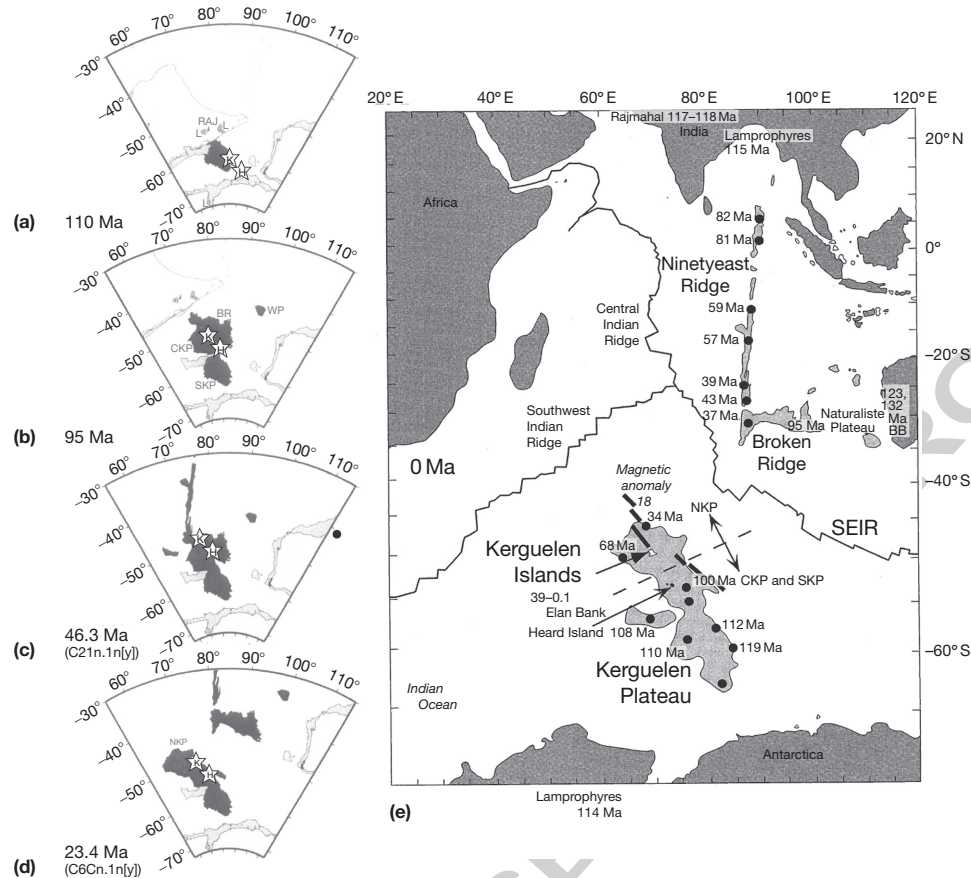 60°
70°
80°
90°
100°
110°
−30°
−40°
−50°
−60°
−70°
RAJ
L
L
L
K
H
(a)
110 Ma
60°
70°
80°
90°
100°
110°
−30°
−40°
−50°
−60°
−70°
BR
WP
K
H
CKP
SKP
(b)
95 Ma
60°
70°
80°
90°
100°
110°
−30°
−40°
−50°
−60°
−70°
K
H
(c)
46.3 Ma
(C21n.1n[y])
60°
70°
80°
90°
100°
110°
−30°
−40°
−50°
−60°
−70°
NKP
K
H
(d)
23.4 Ma
(C6Cn.1n[y])
20° E
40° E
60° E
80° E
100° E
120° E
Rajmahal 117–118 Ma
India
Lamprophyres
115 Ma
20° N
Africa
82 Ma
81 Ma
0°
Ninetyeast
Ridge
59 Ma
Central
Indian
Ridge
57 Ma
−20° S
39 Ma
43 Ma
37 Ma
123,
132
Ma
BB
Southwest
Indian
Ridge
95 Ma
Naturaliste
Plateau
Broken
Ridge
0 Ma
−40° S
Magnetic
anomaly
18
34 Ma
NKP
SEIR
Kerguelen
Islands
68 Ma
39–0.1
100 Ma
CKP and SKP
Elan Bank
Heard Island
108 Ma
112 Ma
110 Ma
119 Ma
−60° S
Kerguelen
Plateau
Indian
Ocean
Antarctica
Lamprophyres
114 Ma
(e)